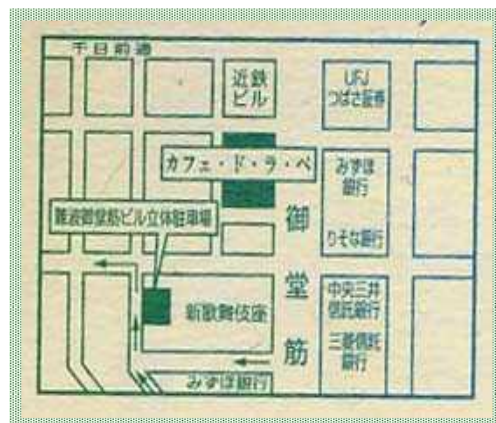 千日前通
近鉄
ビル
UFJ
つばさ証券
カフェ・ド・ラ・ペ
みずほ
銀行
難波御堂筋ビル立体駐車場
りそな銀行
御堂筋
新歌舞伎座
中央三井
信託銀行
三菱信託
銀行
みずほ銀行